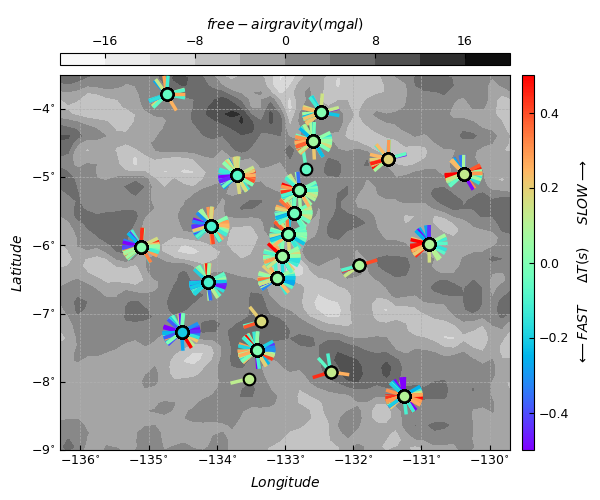 free − airgravity(mgal)
−16 −8 0 8 16
−4°
−5°
−6°
−7°
−8°
−9°
−136° −135° −134° −133° −132° −131° −130°
Latitude
Longitude
0.4
0.2
0.0
−0.2
−0.4
⟵ FAST ΔT(s) SLOW ⟶